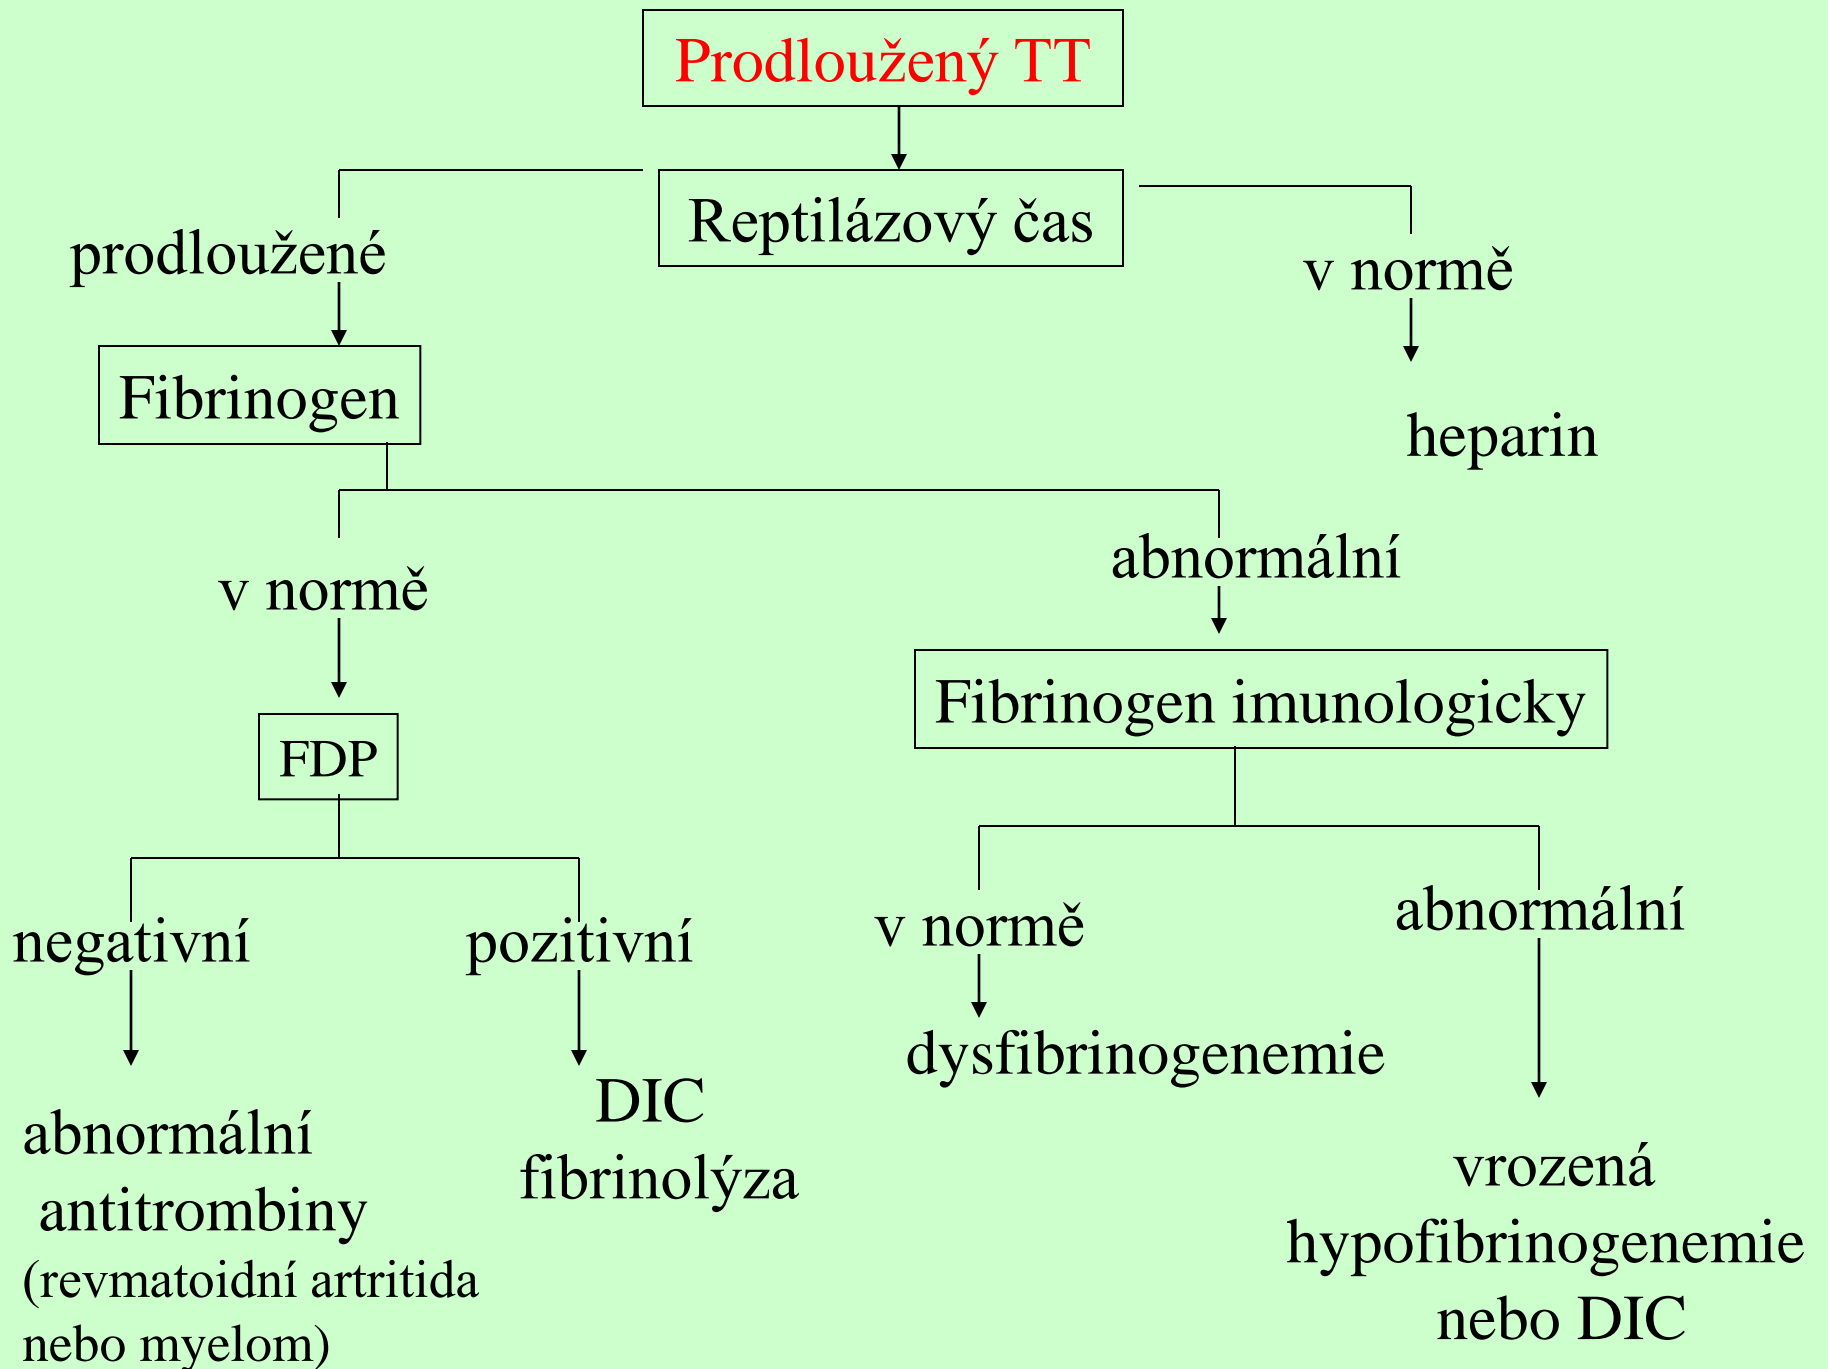 Prodloužený TT
Reptilázový čas
prodloužené
v normě
Fibrinogen
heparin
v normě
abnormální
Fibrinogen imunologicky
FDP
negativní
pozitivní
v normě
abnormální
dysfibrinogenemie
abnormální
antitrombiny
(revmatoidní artritida
nebo myelom)
DIC
fibrinolýza
vrozená
hypofibrinogenemie
nebo DIC